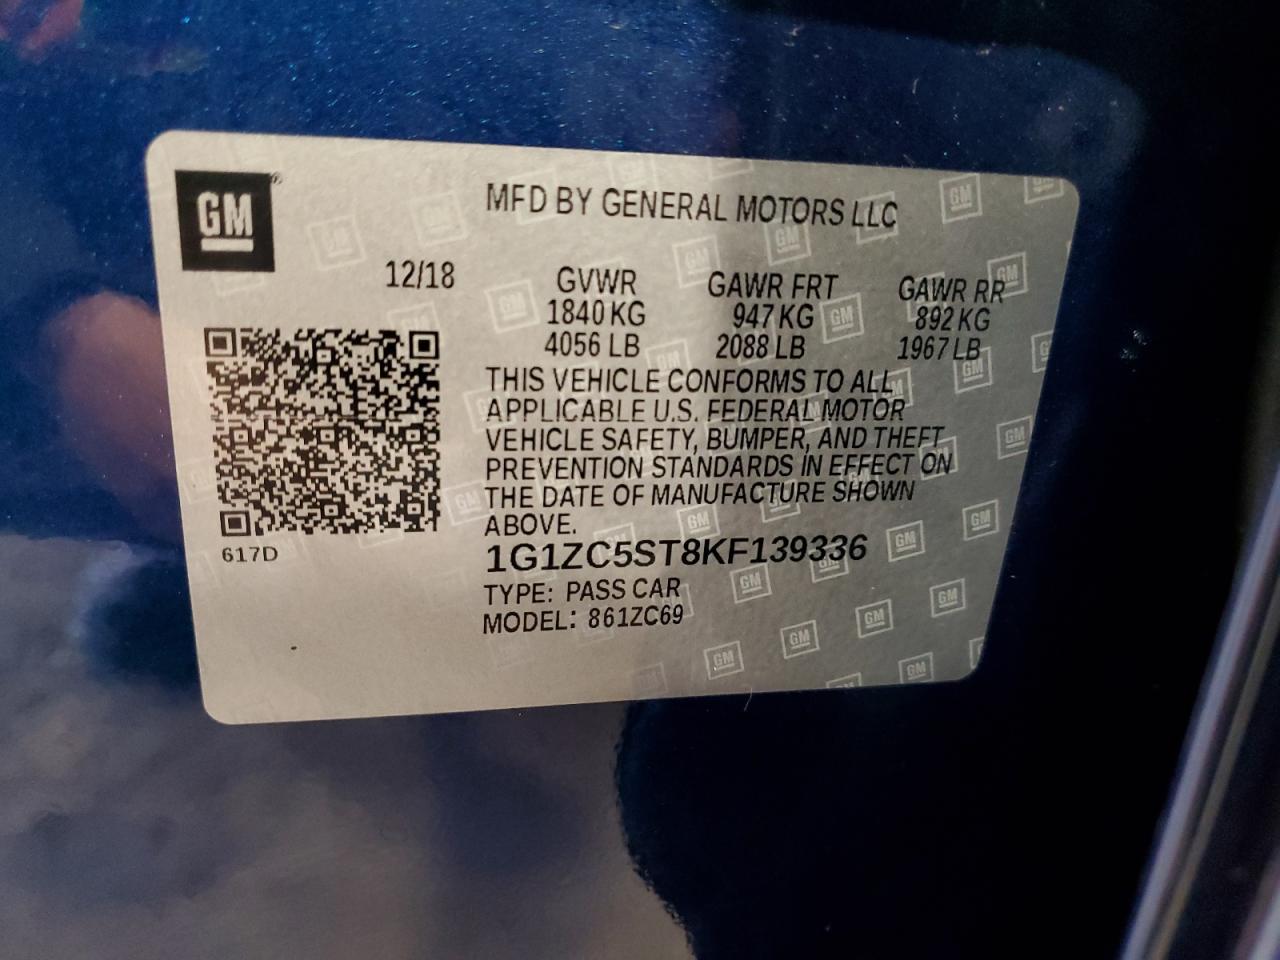 GM
MFD BY GENERAL MOTORS LLC
12/18 GVWR GAWR FRT GAWR RR
1840 KG 947 KG 892 KG
4056 LB 2088 LB 1967 LB
THIS VEHICLE CONFORMS TO ALL
APPLICABLE U.S. FEDERAL MOTOR
VEHICLE SAFETY, BUMPER, AND THEFT
PREVENTION STANDARDS IN EFFECT ON
THE DATE OF MANUFACTURE SHOWN
ABOVE.
617D
1G1ZC5ST8KF139336
TYPE: PASS CAR
MODEL: 861ZC69